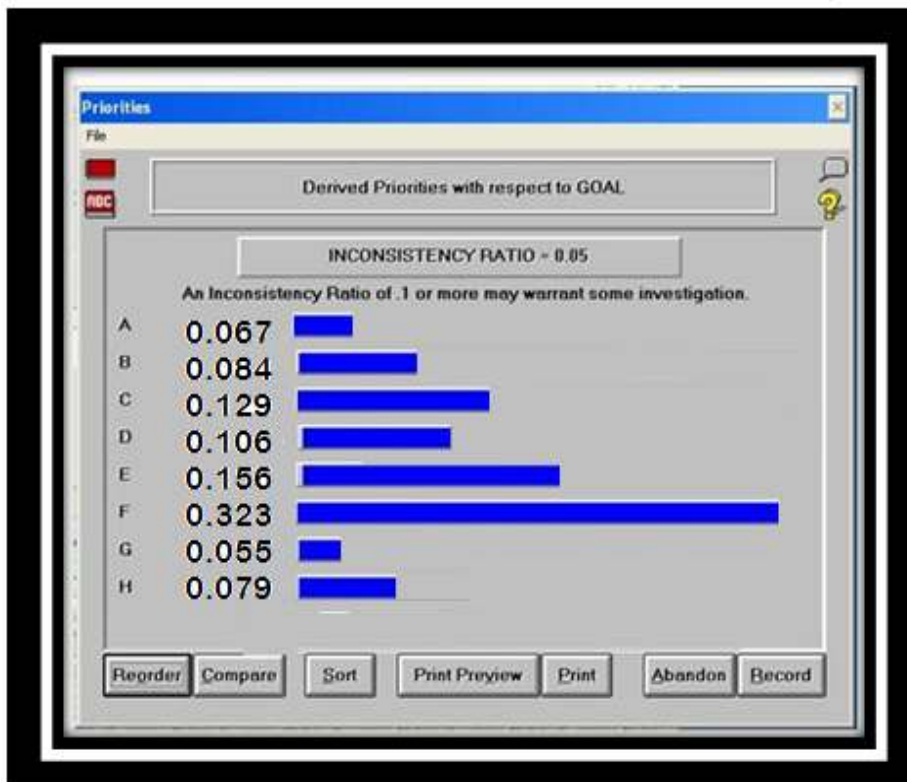 Priorities
File
Derived Priorities with respect to GOAL
ABC
INCONSISTENCY RATIO = 0.05
An Inconsistency Ratio of .1 or more may warrant some investigation.
A 0.067
B 0.084
C 0.129
D 0.106
E 0.156
F 0.323
G 0.055
H 0.079
Reorder Compare Sort Print Preview Print Abandon Record